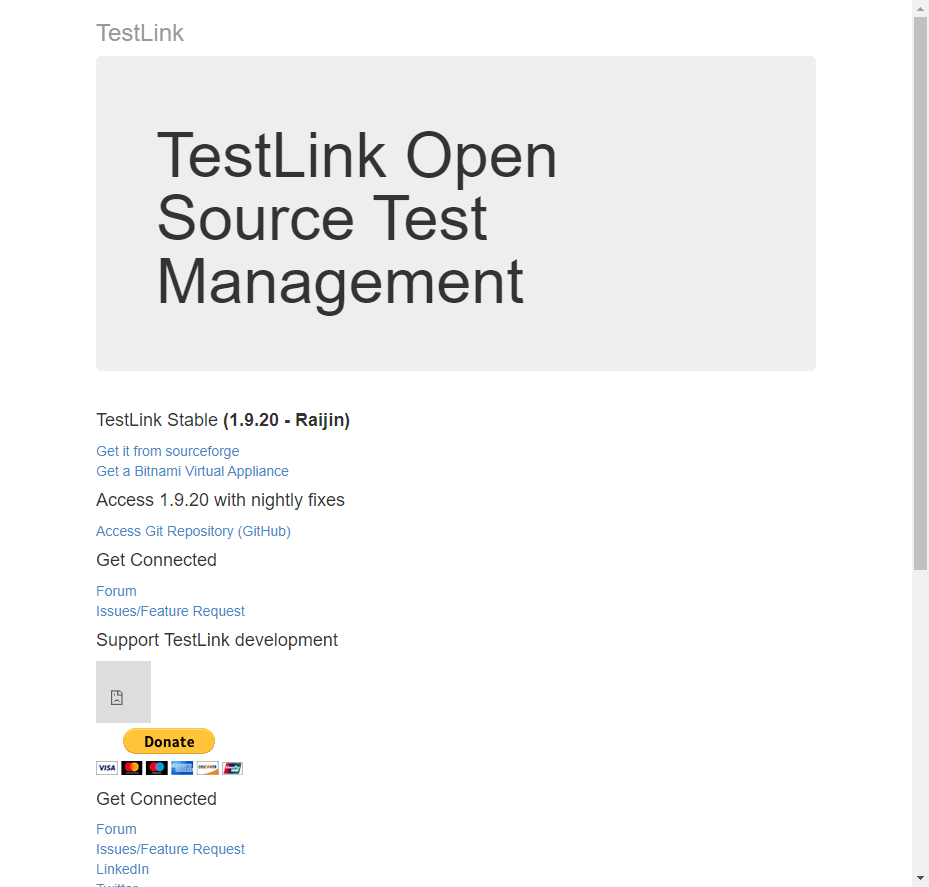 TestLink
TestLink Open
Source Test
Management
TestLink Stable (1.9.20 - Raijin)
Get it from sourceforge
Get a Bitnami Virtual Appliance
Access 1.9.20 with nightly fixes
Access Git Repository (GitHub)
Get Connected
Forum
Issues/Feature Request
Support TestLink development
Donate
VISA
DISCOVER
Get Connected
Forum
Issues/Feature Request
LinkedIn
Twitter